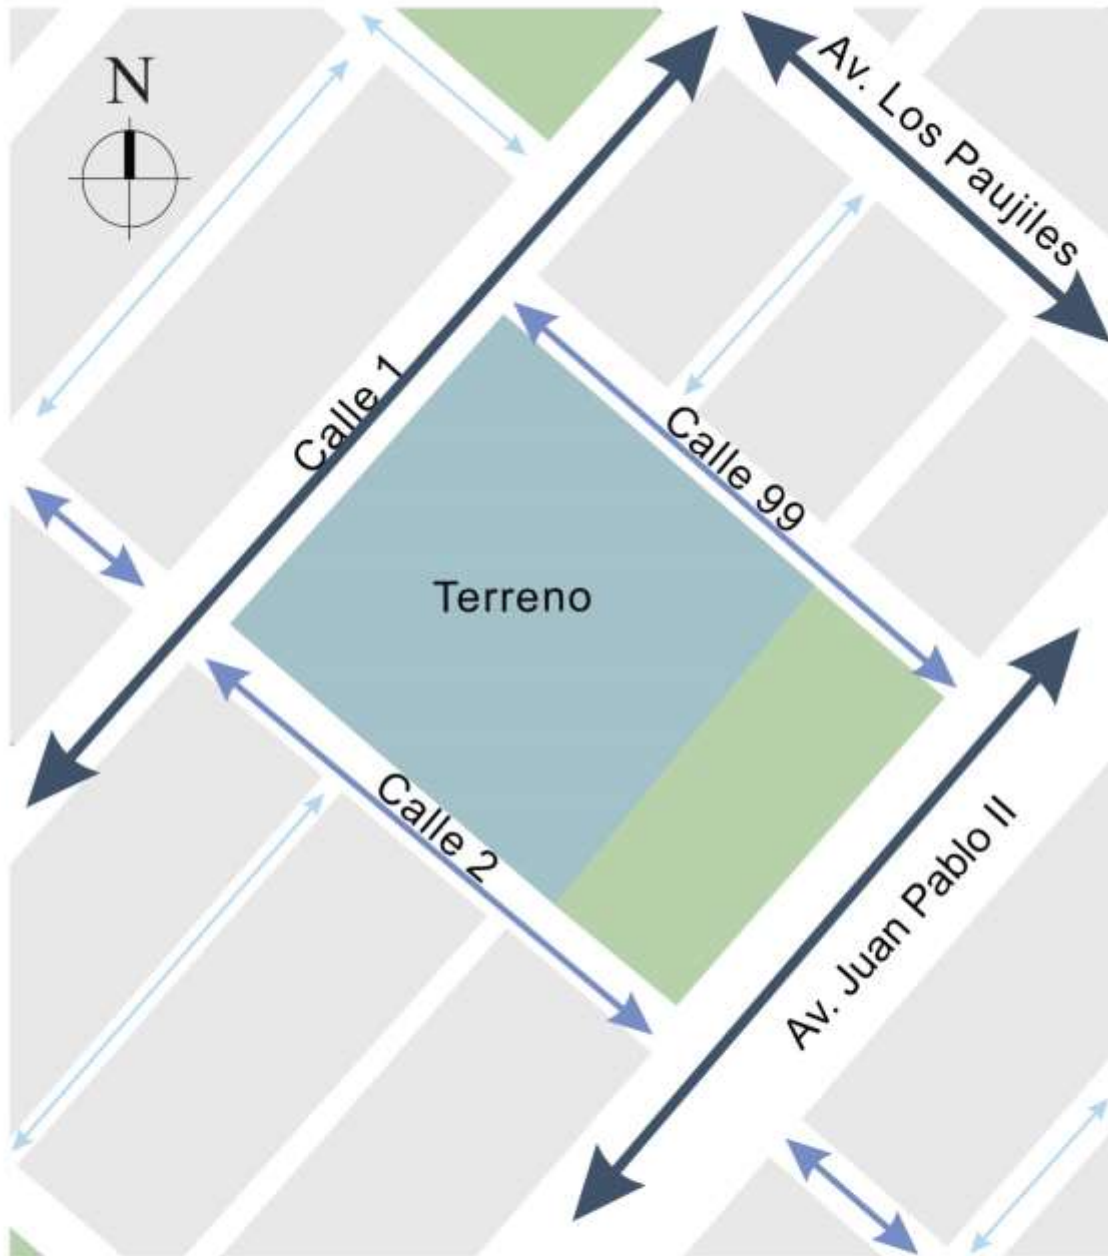 N
Av. Los Paujiles
Calle 1
Calle 99
Terreno
Calle 2
Av. Juan Pablo II